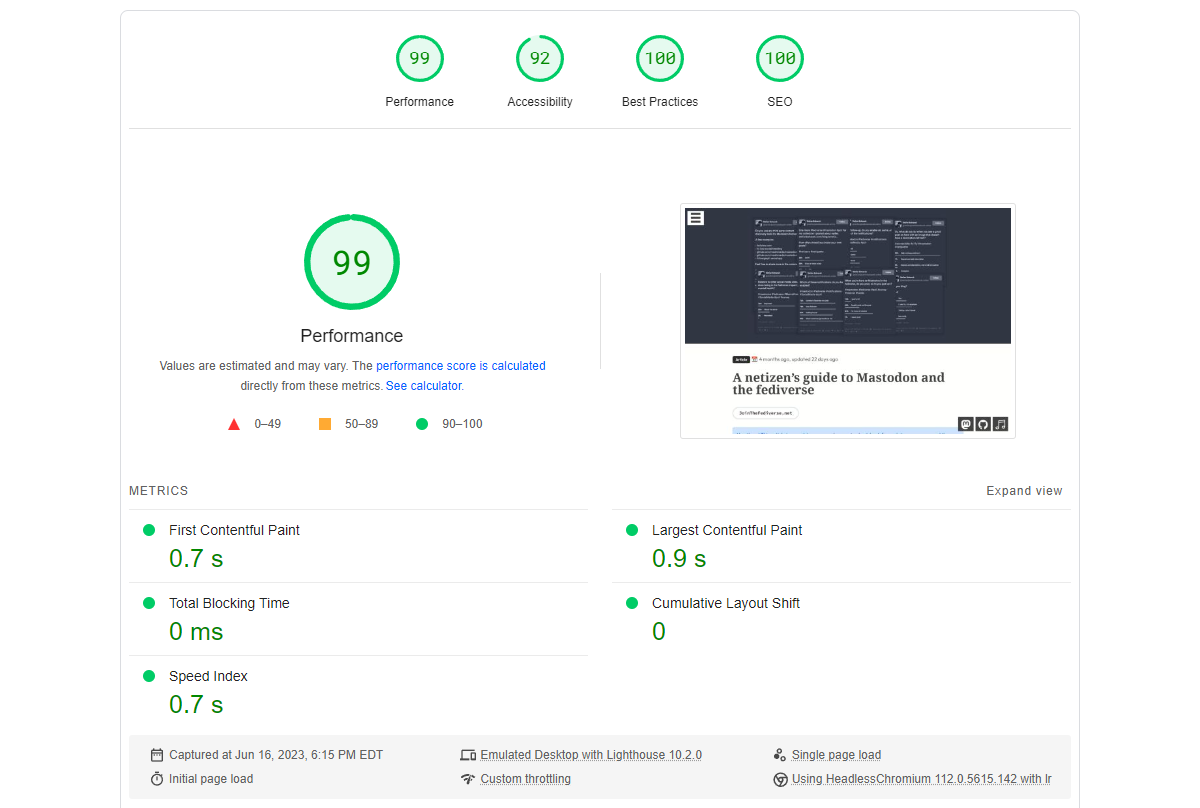 99
92
100
100
Performance
Accessibility
Best Practices
SEO
99
Performance
Values are estimated and may vary. The performance score is calculated
directly from these metrics. See calculator.
0–49
50–89
90–100
Article 4 months ago, updated 22 days ago
A netizen's guide to Mastodon and
the fediverse
JoinTheFediverse.net
METRICS
Expand view
First Contentful Paint
0.7 s
Largest Contentful Paint
0.9 s
Total Blocking Time
0 ms
Cumulative Layout Shift
0
Speed Index
0.7 s
Captured at Jun 16, 2023, 6:15 PM EDT
Emulated Desktop with Lighthouse 10.2.0
Single page load
Initial page load
Custom throttling
Using HeadlessChromium 112.0.5615.142 with lr